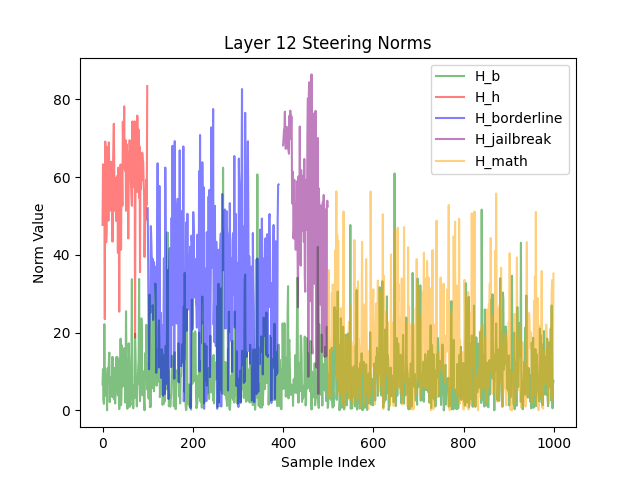 Layer 12 Steering Norms
H_b
H_h
H_borderline
H_jailbreak
H_math
Norm Value
80
60
40
20
0
0
200
400
600
800
1000
Sample Index